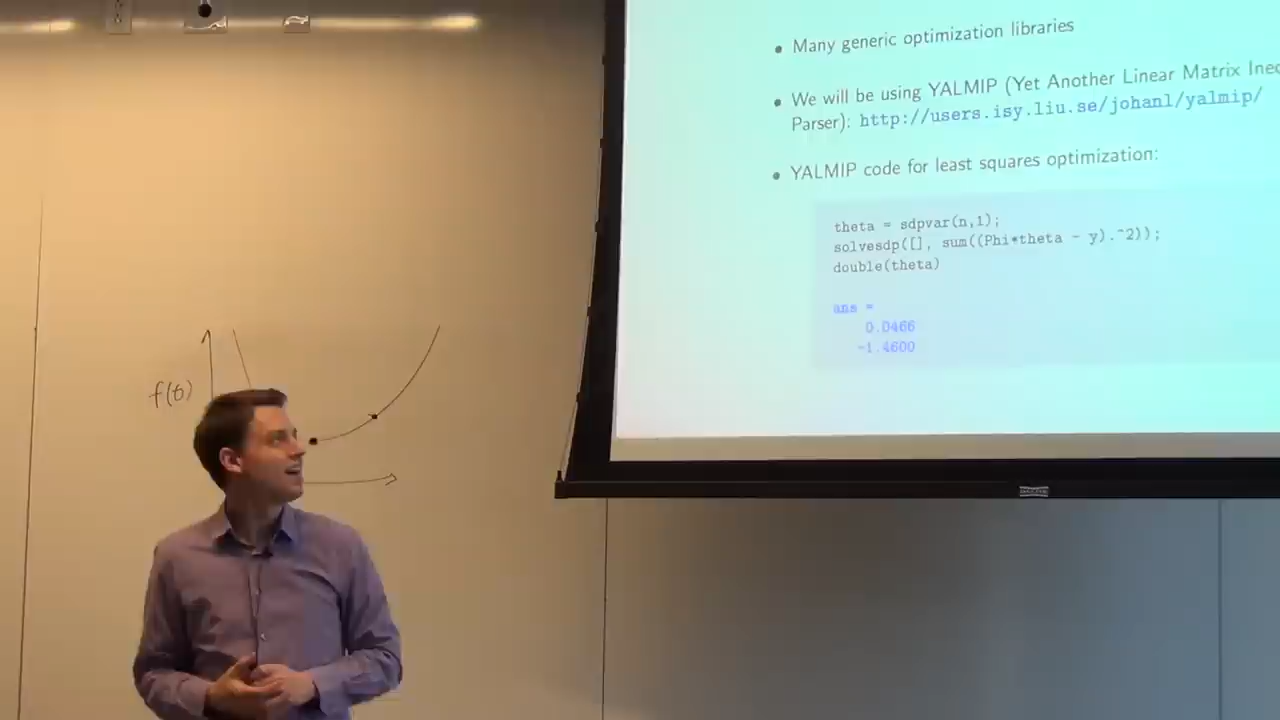 Many generic optimization libraries
We will be using YALMIP (Yet Another Linear Matrix
Parser): http://users.isy.liu.se/johanl/yalmip/
YALMIP code for least squares optimization:
theta = sdpvar(n,1);
solvesdp([], sum((Phi*theta - y).^2));
double(theta)
ans =
0.0466
-1.4600
f(θ)